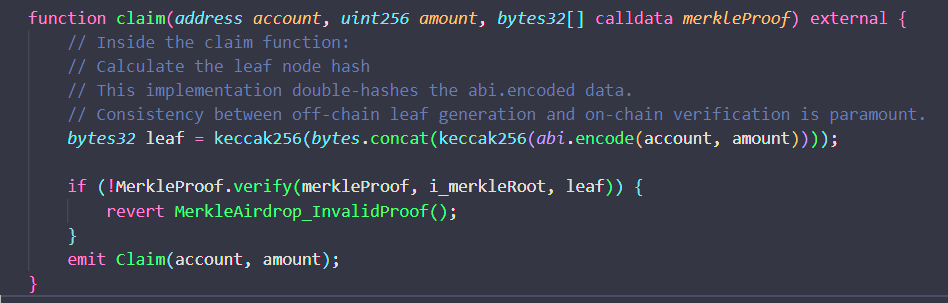 function claim(address account, uint256 amount, bytes32[] calldata merkleProof) external {
// Inside the claim function:
// Calculate the leaf node hash
// This implementation double-hashes the abi.encoded data.
// Consistency between off-chain leaf generation and on-chain verification is paramount.
bytes32 leaf = keccak256(bytes.concat(keccak256(abi.encode(account, amount))));
if (!MerkleProof.verify(merkleProof, i_merkleRoot, leaf)) {
revert MerkleAirdrop_InvalidProof();
}
emit Claim(account, amount);
}